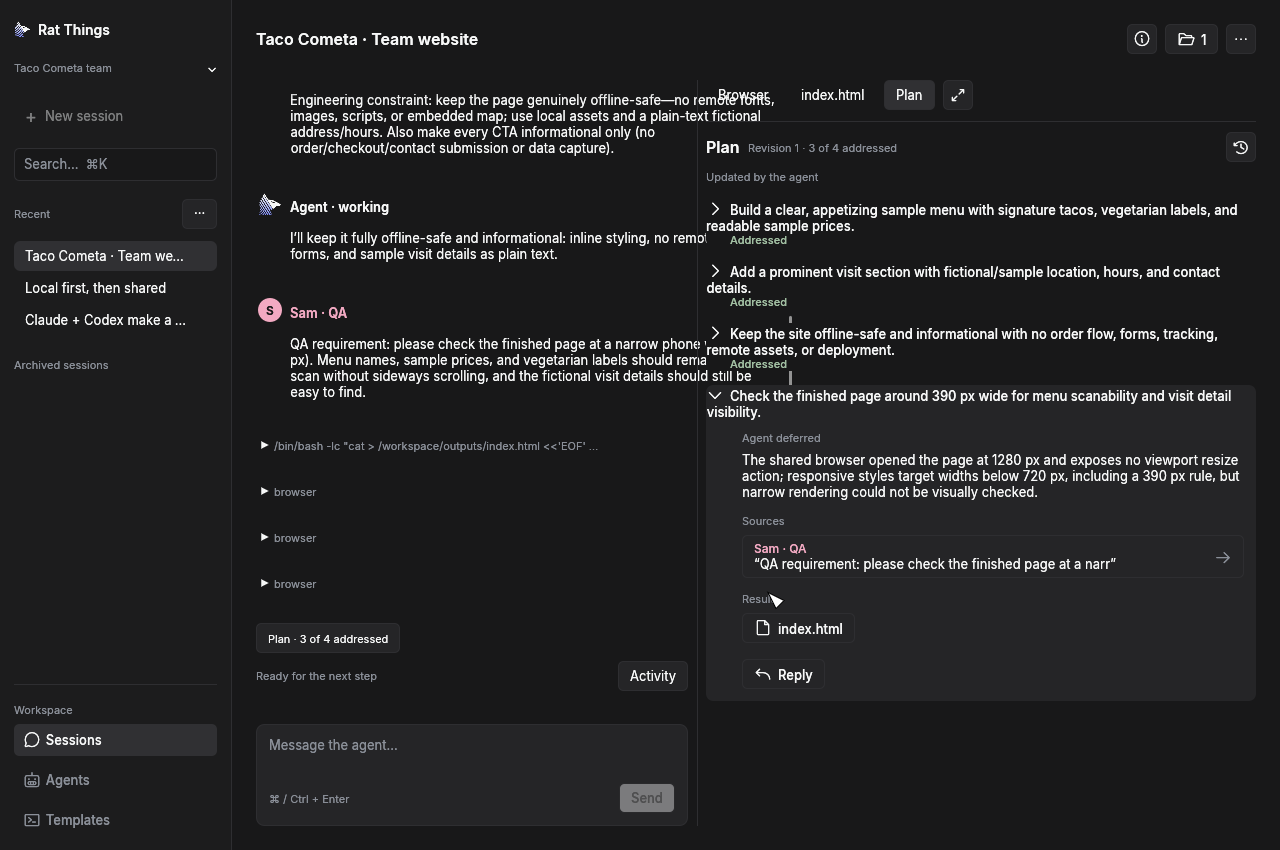 Rat Things
Taco Cometa team
+ New session
Search... ⌘K
Recent
...
Taco Cometa · Team we...
Local first, then shared
Claude + Codex make a ...
Archived sessions
Workspace
Sessions
Agents
Templates
Taco Cometa · Team website
1
...
Engineering constraint: keep the page genuinely offline-safe—no remote fonts,
images, scripts, or embedded map; use local assets and a plain-text fictional
address/hours. Also make every CTA informational only (no
order/checkout/contact submission or data capture).
Agent · working
I'll keep it fully offline-safe and informational: inline styling, no remo
forms, and sample visit details as plain text.
S
Sam · QA
QA requirement: please check the finished page at a narrow phone
px). Menu names, sample prices, and vegetarian labels should rema
scan without sideways scrolling, and the fictional visit details should still be
easy to find.
/bin/bash -lc "cat > /workspace/outputs/index.html <<'EOF' ...
browser
browser
browser
Plan · 3 of 4 addressed
Ready for the next step
Activity
Message the agent...
⌘ / Ctrl + Enter
Send
Browser
index.html
Plan
Plan Revision 1 · 3 of 4 addressed
Updated by the agent
Build a clear, appetizing sample menu with signature tacos, vegetarian labels, and
readable sample prices.
Addressed
Add a prominent visit section with fictional/sample location, hours, and contact
details.
Addressed
Keep the site offline-safe and informational with no order flow, forms, tracking,
remote assets, or deployment.
Addressed
Check the finished page around 390 px wide for menu scanability and visit detail
visibility.
Agent deferred
The shared browser opened the page at 1280 px and exposes no viewport resize
action; responsive styles target widths below 720 px, including a 390 px rule, but
narrow rendering could not be visually checked.
Sources
Sam · QA
“QA requirement: please check the finished page at a narr”
Resul
index.html
Reply